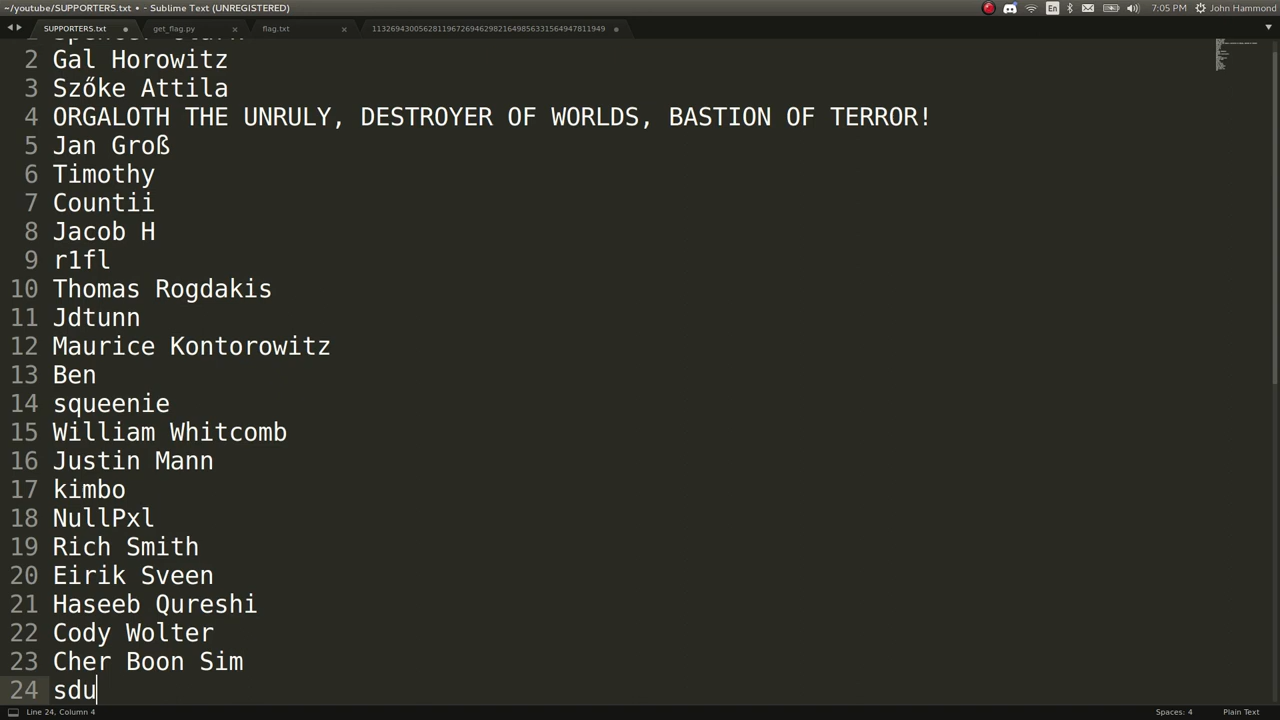 ~/youtube/SUPPORTERS.txt • - Sublime Text (UNREGISTERED)
En 7:05 PM John Hammond
SUPPORTERS.txt get_flag.py flag.txt
2 Gal Horowitz
3 Szőke Attila
4 ORGALOTH THE UNRULY, DESTROYER OF WORLDS, BASTION OF TERROR!
5 Jan Groß
6 Timothy
7 Countii
8 Jacob H
9 r1fl
10 Thomas Rogdakis
11 Jdtunn
12 Maurice Kontorowitz
13 Ben
14 squeenie
15 William Whitcomb
16 Justin Mann
17 kimbo
18 NullPxl
19 Rich Smith
20 Eirik Sveen
21 Haseeb Qureshi
22 Cody Wolter
23 Cher Boon Sim
24 sdu
Line 24, Column 4 Spaces: 4 Plain Text